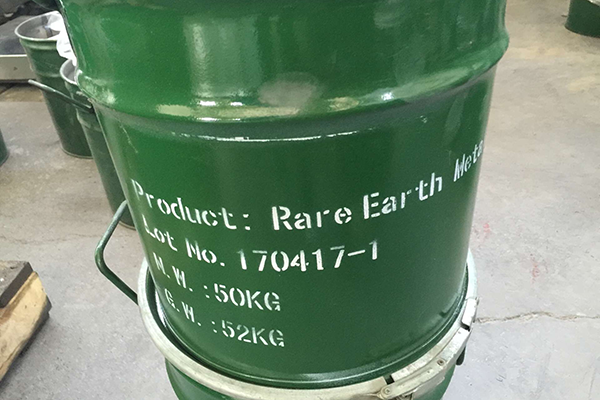 Product: Rare Earth Meta
Lot No. 170417-1
N.W. :50KG
G.W. :52KG